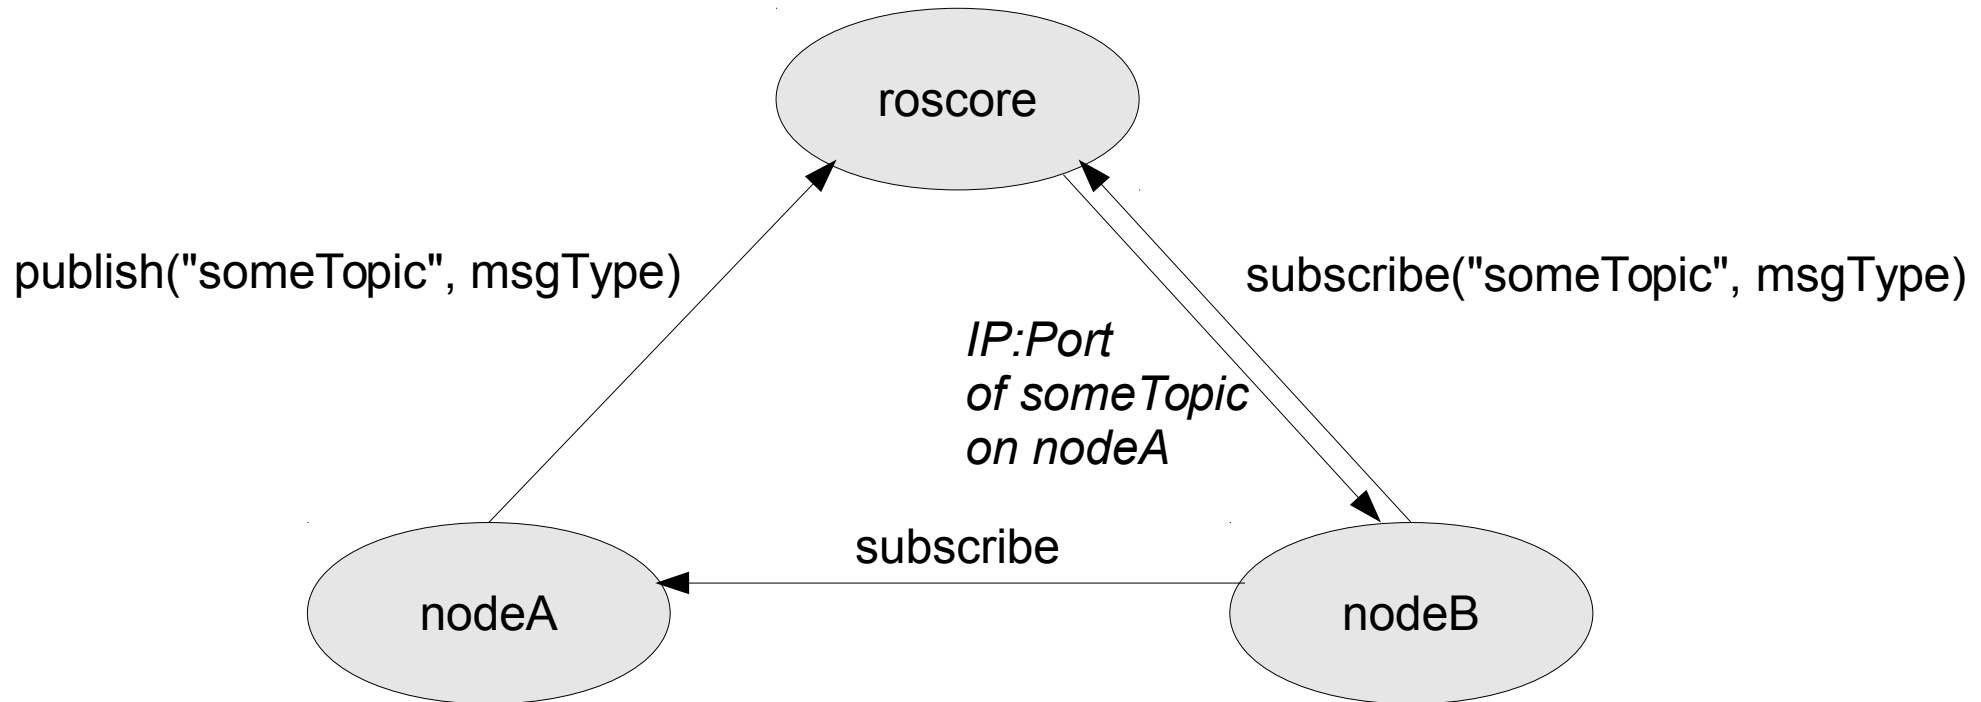 roscore
publish("someTopic", msgType)
subscribe("someTopic", msgType)
IP:Port
of someTopic
on nodeA
subscribe
nodeA
nodeB